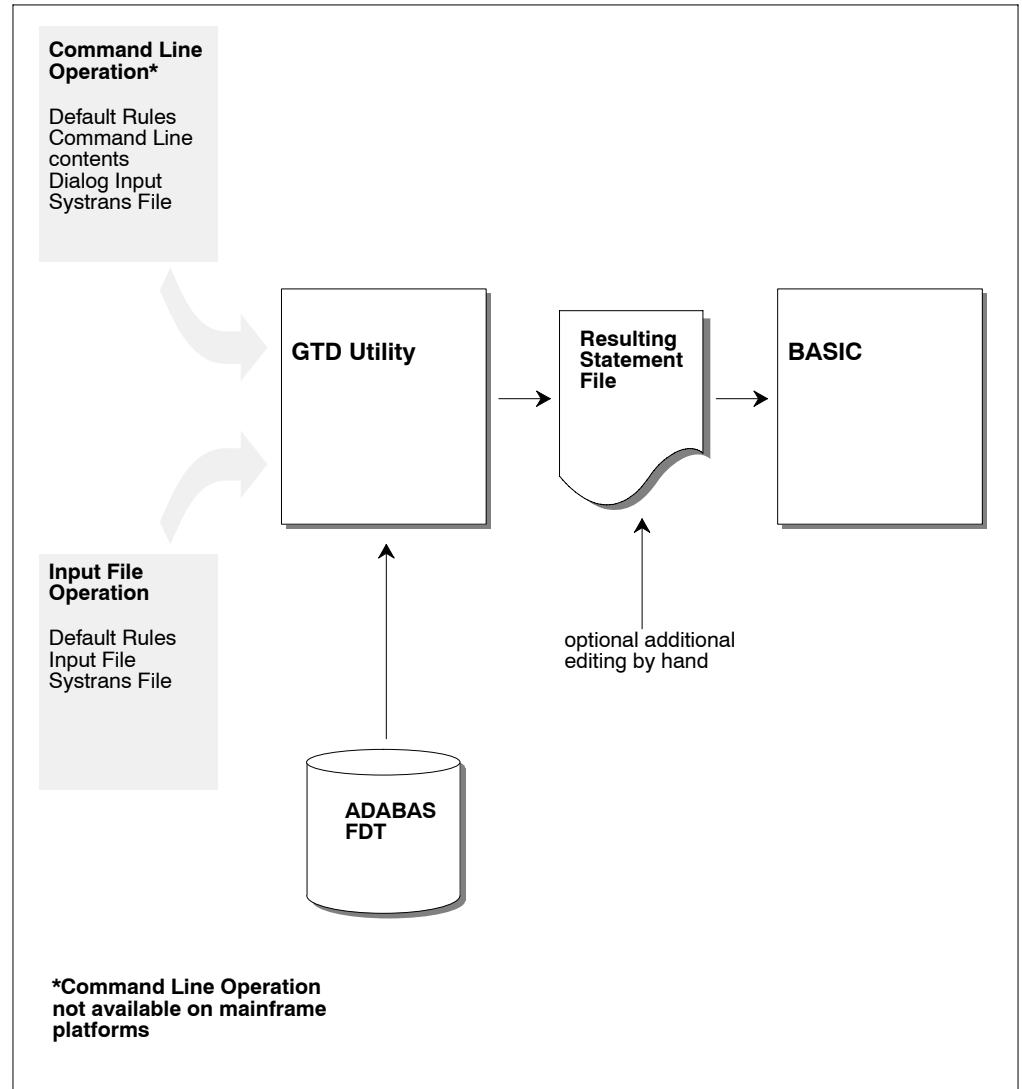 Command Line
Operation*
Default Rules
Command Line
contents
Dialog Input
Systrans File
GTD Utility
Resulting
Statement
File
BASIC
Input File
Operation
Default Rules
Input File
Systrans File
optional additional
editing by hand
ADABAS
FDT
*Command Line Operation
not available on mainframe
platforms